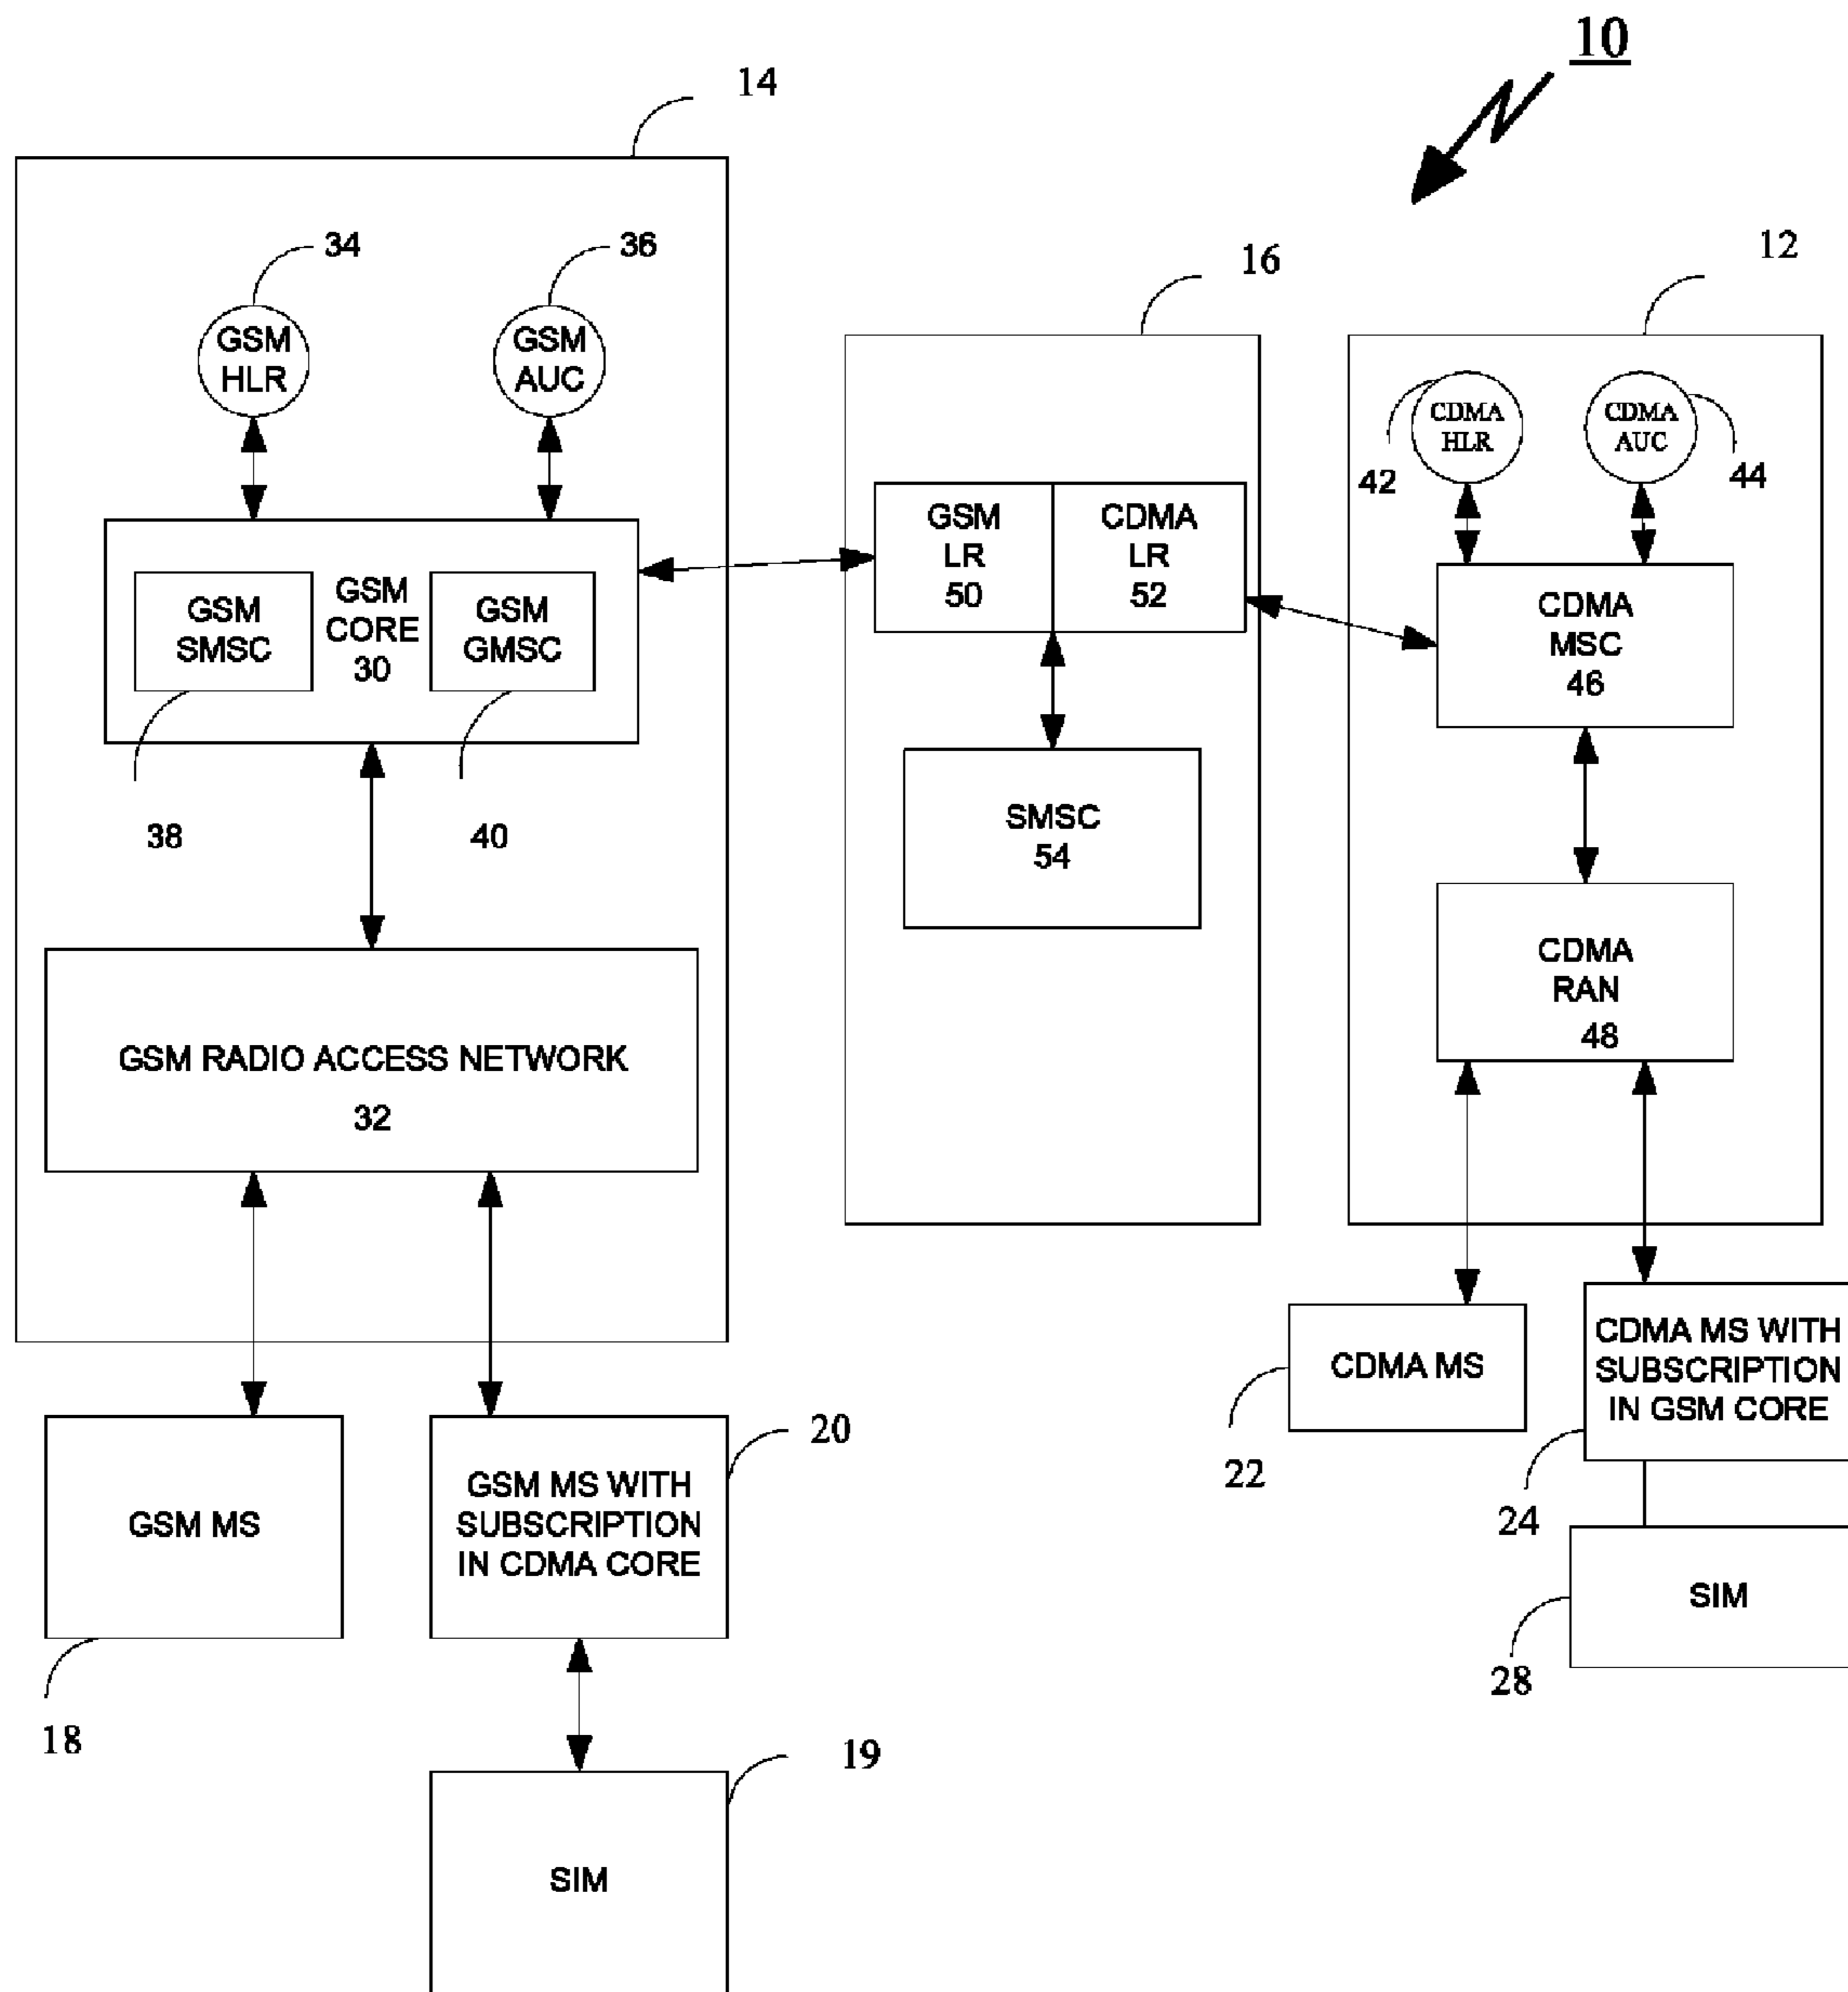 10
14
34
36
16
12
GSM
HLR
GSM
AUC
CDMA
HLR
CDMA
AUC
42
44
GSM
LR
50
CDMA
LR
52
GSM
SMSC
GSM
CORE
30
GSM
GMSC
CDMA
MSC
46
38
40
SMSC
54
CDMA
RAN
48
GSM RADIO ACCESS NETWORK
32
CDMA MS
CDMA MS WITH
SUBSCRIPTION
IN GSM CORE
22
24
20
GSM MS
GSM MS WITH
SUBSCRIPTION
IN CDMA CORE
SIM
28
18
19
SIM